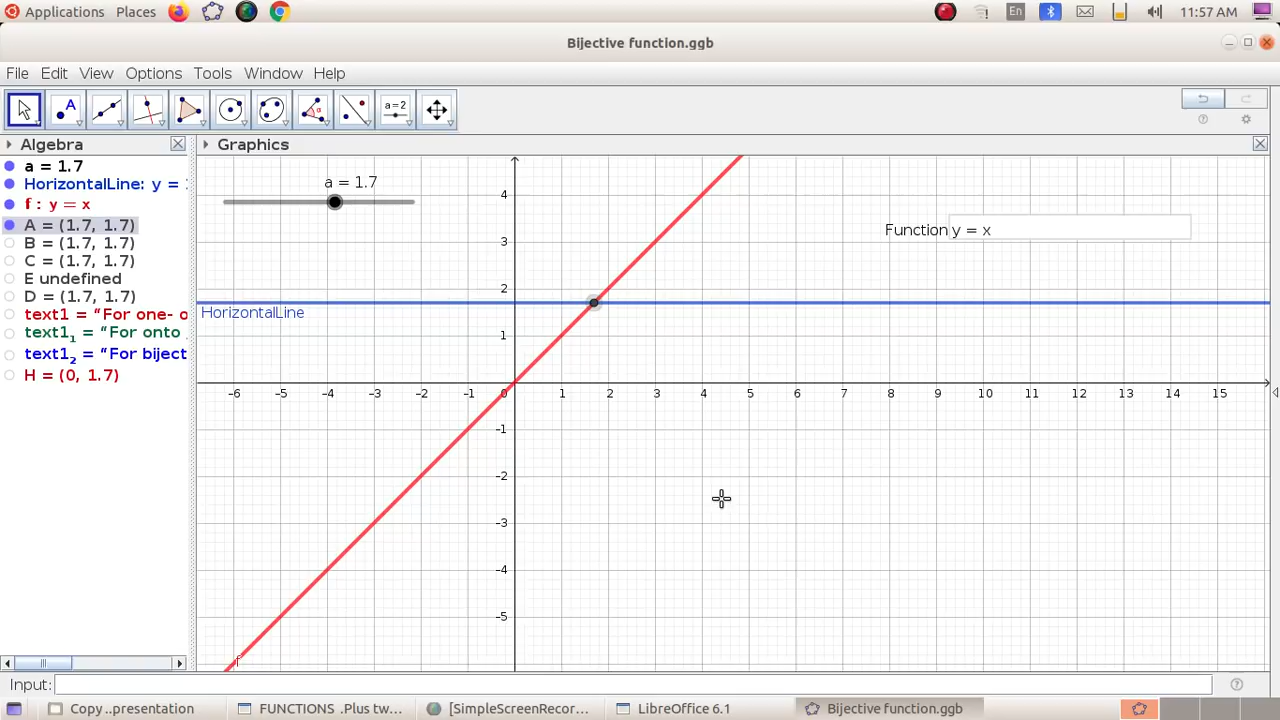 Applications Places En 11:57 AM
Bijective function.ggb
File Edit View Options Tools Window Help
A a=2
Algebra Graphics
a = 1.7
HorizontalLine: y =
f : y = x
A = (1.7, 1.7)
B = (1.7, 1.7)
C = (1.7, 1.7)
E undefined
D = (1.7, 1.7)
text1 = "For one- o
text1₁ = "For onto
text1₂ = "For biject
H = (0, 1.7)
a = 1.7
Function y = x
HorizontalLine
4
3
2
1
-6 -5 -4 -3 -2 -1 0 1 2 3 4 5 6 7 8 9 10 11 12 13 14 15
-1
-2
-3
-4
-5
f
Input:
Copy ..presentation FUNCTIONS .Plus tw... [SimpleScreenRecor... LibreOffice 6.1 Bijective function.ggb